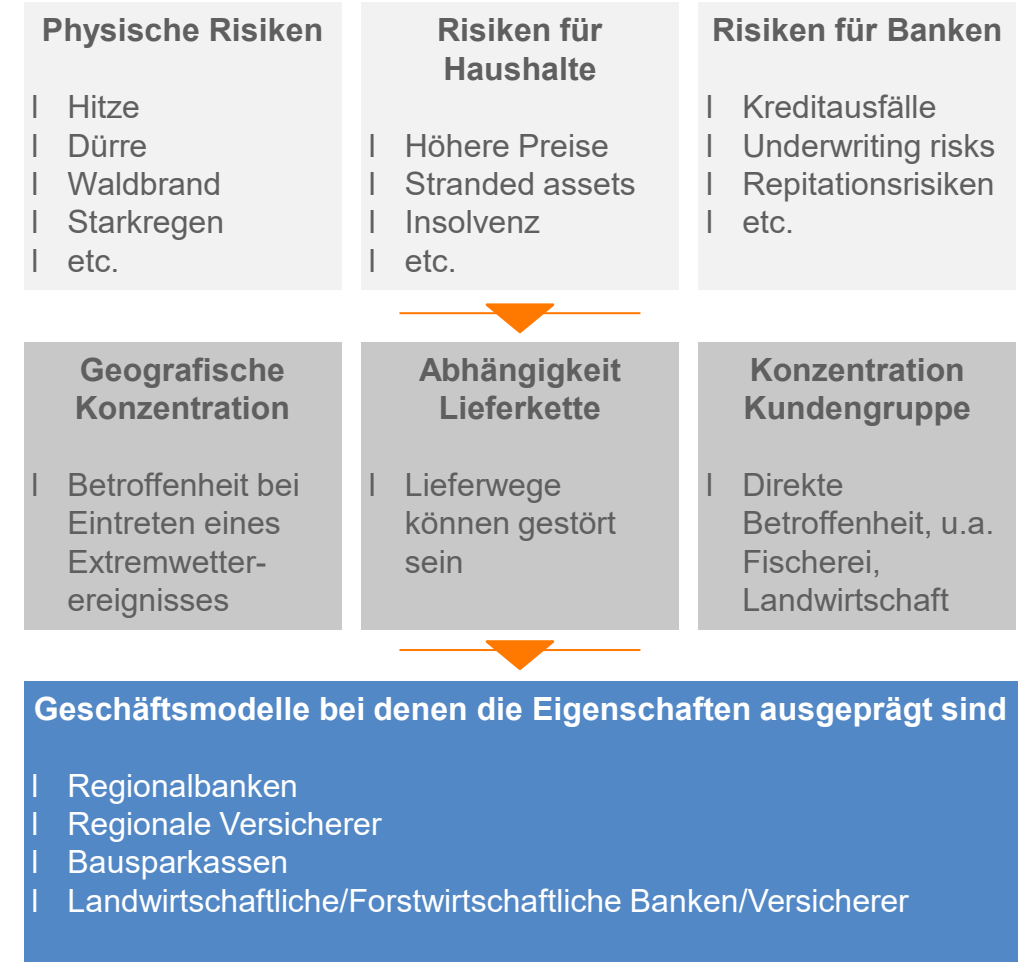 Physische Risiken
l Hitze
l Dürre
l Waldbrand
l Starkregen
l etc.
Risiken für
Haushalte
l Höhere Preise
l Stranded assets
l Insolvenz
l etc.
Risiken für Banken
l Kreditausfälle
l Underwriting risks
l Repitationsrisiken
l etc.
Geografische
Konzentration
l Betroffenheit bei
Eintreten eines
Extremwetter-
ereignisses
Abhängigkeit
Lieferkette
l Lieferwege
können gestört
sein
Konzentration
Kundengruppe
l Direkte
Betroffenheit, u.a.
Fischerei,
Landwirtschaft
Geschäftsmodelle bei denen die Eigenschaften ausgeprägt sind
l Regionalbanken
l Regionale Versicherer
l Bausparkassen
l Landwirtschaftliche/Forstwirtschaftliche Banken/Versicherer